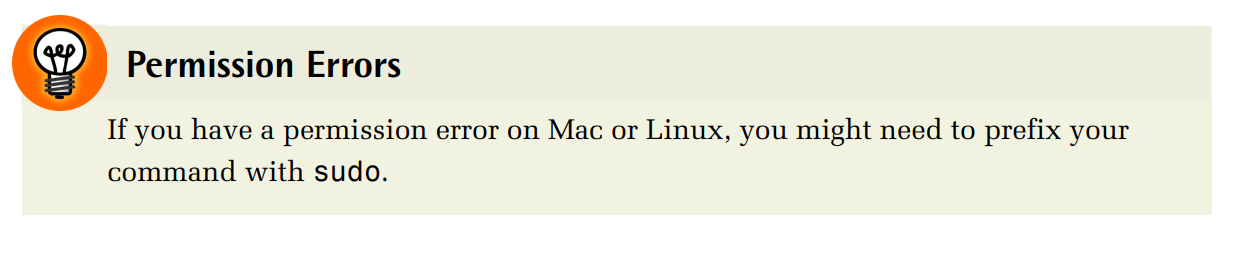 Permission Errors
If you have a permission error on Mac or Linux, you might need to prefix your
command with sudo.